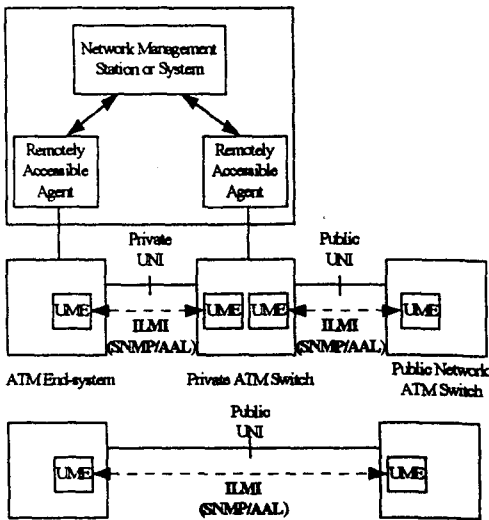 Network Management
Station or System
Remotely
Accessible
Agent
Remotely
Accessible
Agent
Private
UNI
Public
UNI
UME
UME
UME
UME
ILMI
(SNMP/AAL)
ILMI
(SNMP/AAL)
ATM End-system
Private ATM Switch
Public Network
ATM Switch
Public
UNI
UME
UME
ILMI
(SNMP/AAL)